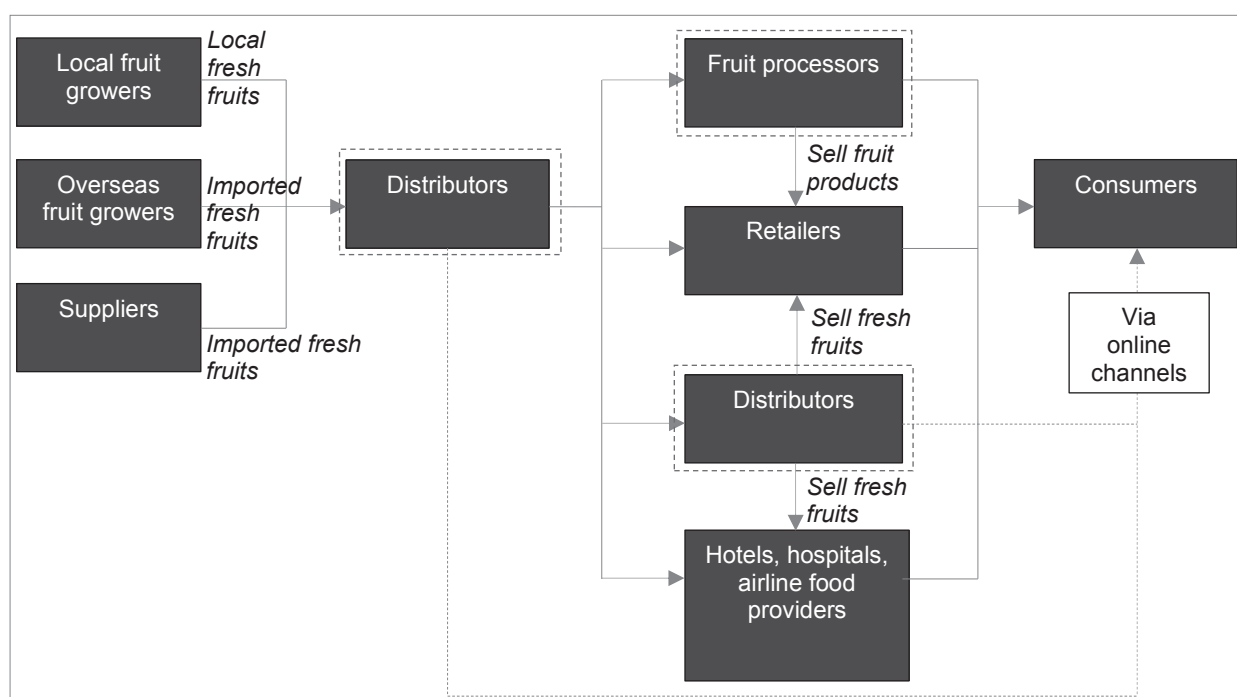 Local fruit
growers
Local
fresh
fruits
Overseas
fruit growers
Imported
fresh
fruits
Suppliers
Imported fresh
fruits
Distributors
Fruit processors
Sell fruit
products
Retailers
Sell fresh
fruits
Distributors
Sell fresh
fruits
Hotels, hospitals,
airline food
providers
Consumers
Via
online
channels